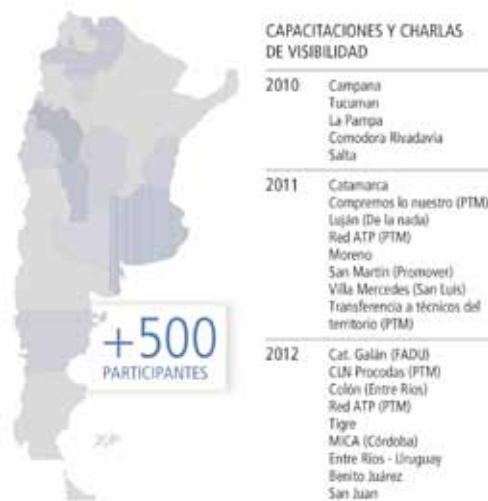 CAPACITACIONES Y CHARLAS
DE VISIBILIDAD
2010
Campana
Tucuman
La Pampa
Comodora Rivadavia
Salta
2011
Catamarca
Compremos lo nuestro (PTM)
Luján (De la nada)
Red ATP (PTM)
Moreno
San Martín (Promover)
Villa Mercedes (San Luis)
Transferencia a técnicos del
territorio (PTM)
2012
Cat. Galán (FADU)
CLN Procodas (PTM)
Colón (Entre Ríos)
Red ATP (PTM)
Tigre
MICA (Córdoba)
Entre Ríos - Uruguay
Benito Juárez
San Juan
+500
PARTICIPANTES